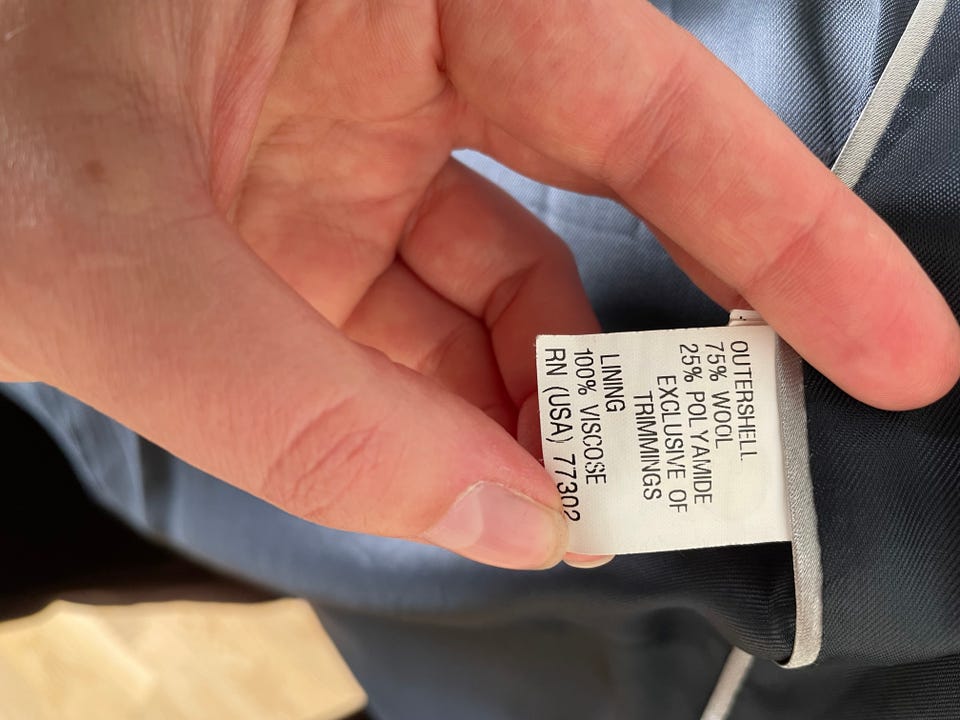 OUTERSHELL
75% WOOL
25% POLYAMIDE
EXCLUSIVE OF
TRIMMINGS
LINING
100% VISCOSE
RN (USA) 77302